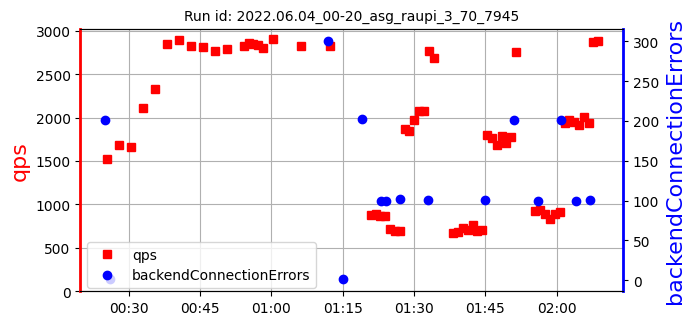 Run id: 2022.06.04_00-20_asg_raupi_3_70_7945
3000
2500
2000
1500
1000
500
0
qps
300
250
200
150
100
50
0
backendConnectionErrors
qps
backendConnectionErrors
00:30 00:45 01:00 01:15 01:30 01:45 02:00